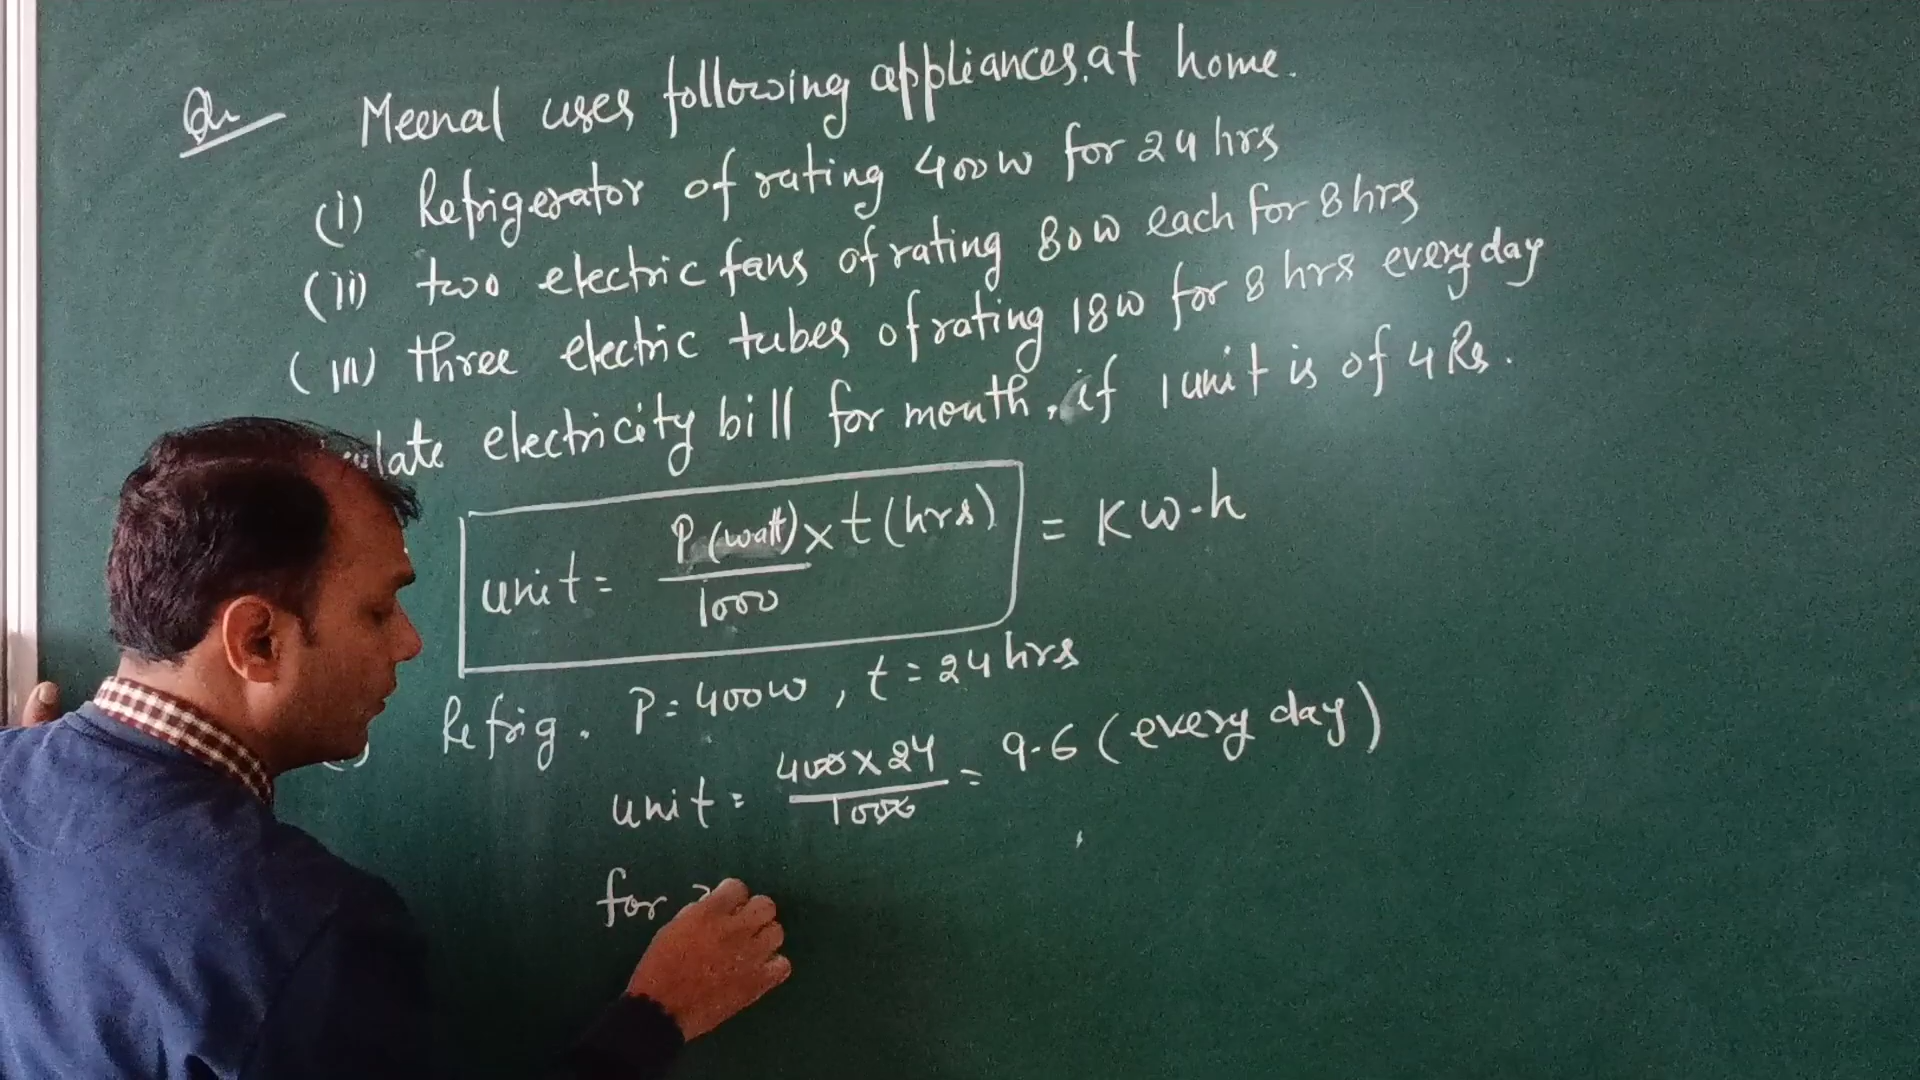 Qn Meenal uses following appliances at home.
(i) Refrigerator of rating 400w for 24 hrs
(ii) two electric fans of rating 80w each for 8 hrs
(iii) three electric tubes of rating 18w for 8 hrs every day
electricity bill for month, if 1 unit is of 4 Rs.
unit = P (watt) x t (hrs) / 1000 = KW-h
Refrig. P = 400w, t = 24 hrs
unit = 400 x 24 / 1000 = 9.6 (every day)
for